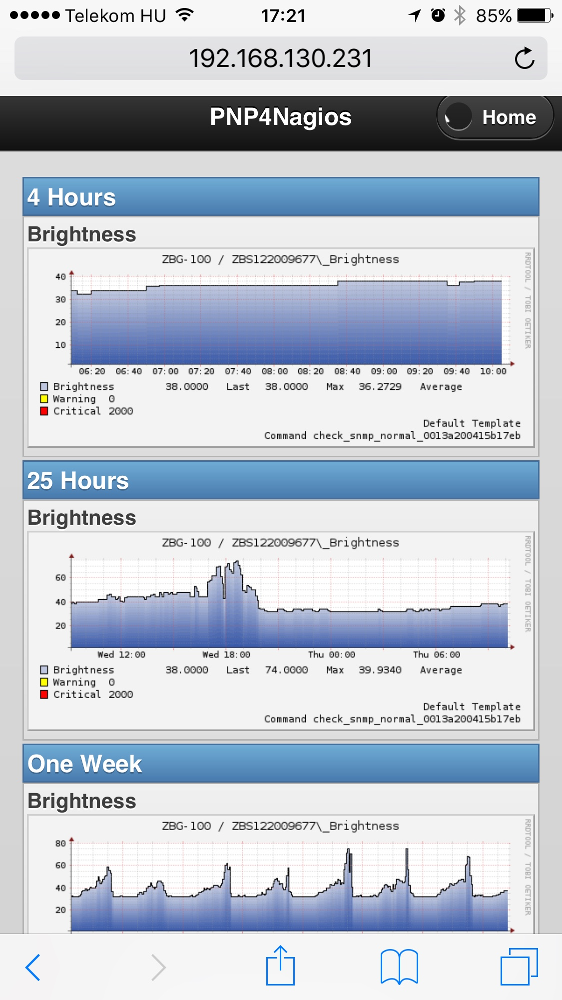 Telekom HU 17:21 85%
192.168.130.231
PNP4Nagios Home
4 Hours
Brightness
ZBG-100 / ZBS122009677\_Brightness
RRDTOOL / TOBI OETIKER
40
30
20
10
06:20 06:40 07:00 07:20 07:40 08:00 08:20 08:40 09:00 09:20 09:40 10:00
Brightness 38.0000 Last 38.0000 Max 36.2729 Average
Warning 0
Critical 2000
Default Template
Command check_snmp_normal_0013a200415b17eb
25 Hours
Brightness
ZBG-100 / ZBS122009677\_Brightness
RRDTOOL / TOBI OETIKER
60
40
20
Wed 12:00 Wed 18:00 Thu 00:00 Thu 06:00
Brightness 38.0000 Last 74.0000 Max 39.9340 Average
Warning 0
Critical 2000
Default Template
Command check_snmp_normal_0013a200415b17eb
One Week
Brightness
ZBG-100 / ZBS122009677\_Brightness
RRDTOOL / TOBI OETIKER
80
60
40
20